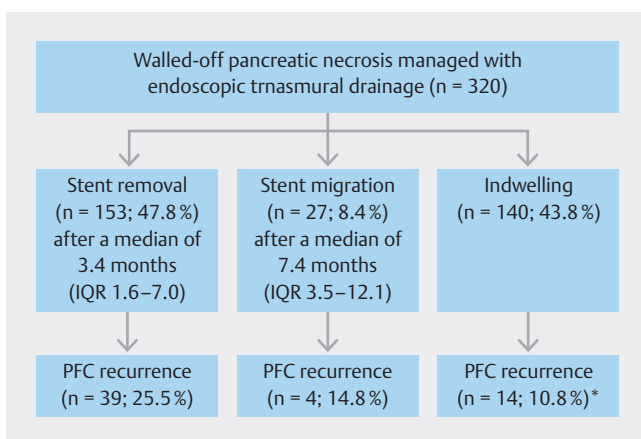 Walled-off pancreatic necrosis managed with
endoscopic trnasmural drainage (n = 320)
Stent removal
(n = 153; 47.8 %)
after a median of
3.4 months
(IQR 1.6–7.0)
Stent migration
(n = 27; 8.4 %)
after a median of
7.4 months
(IQR 3.5–12.1)
Indwelling
(n = 140; 43.8 %)
PFC recurrence
(n = 39; 25.5 %)
PFC recurrence
(n = 4; 14.8 %)
PFC recurrence
(n = 14; 10.8 %)*